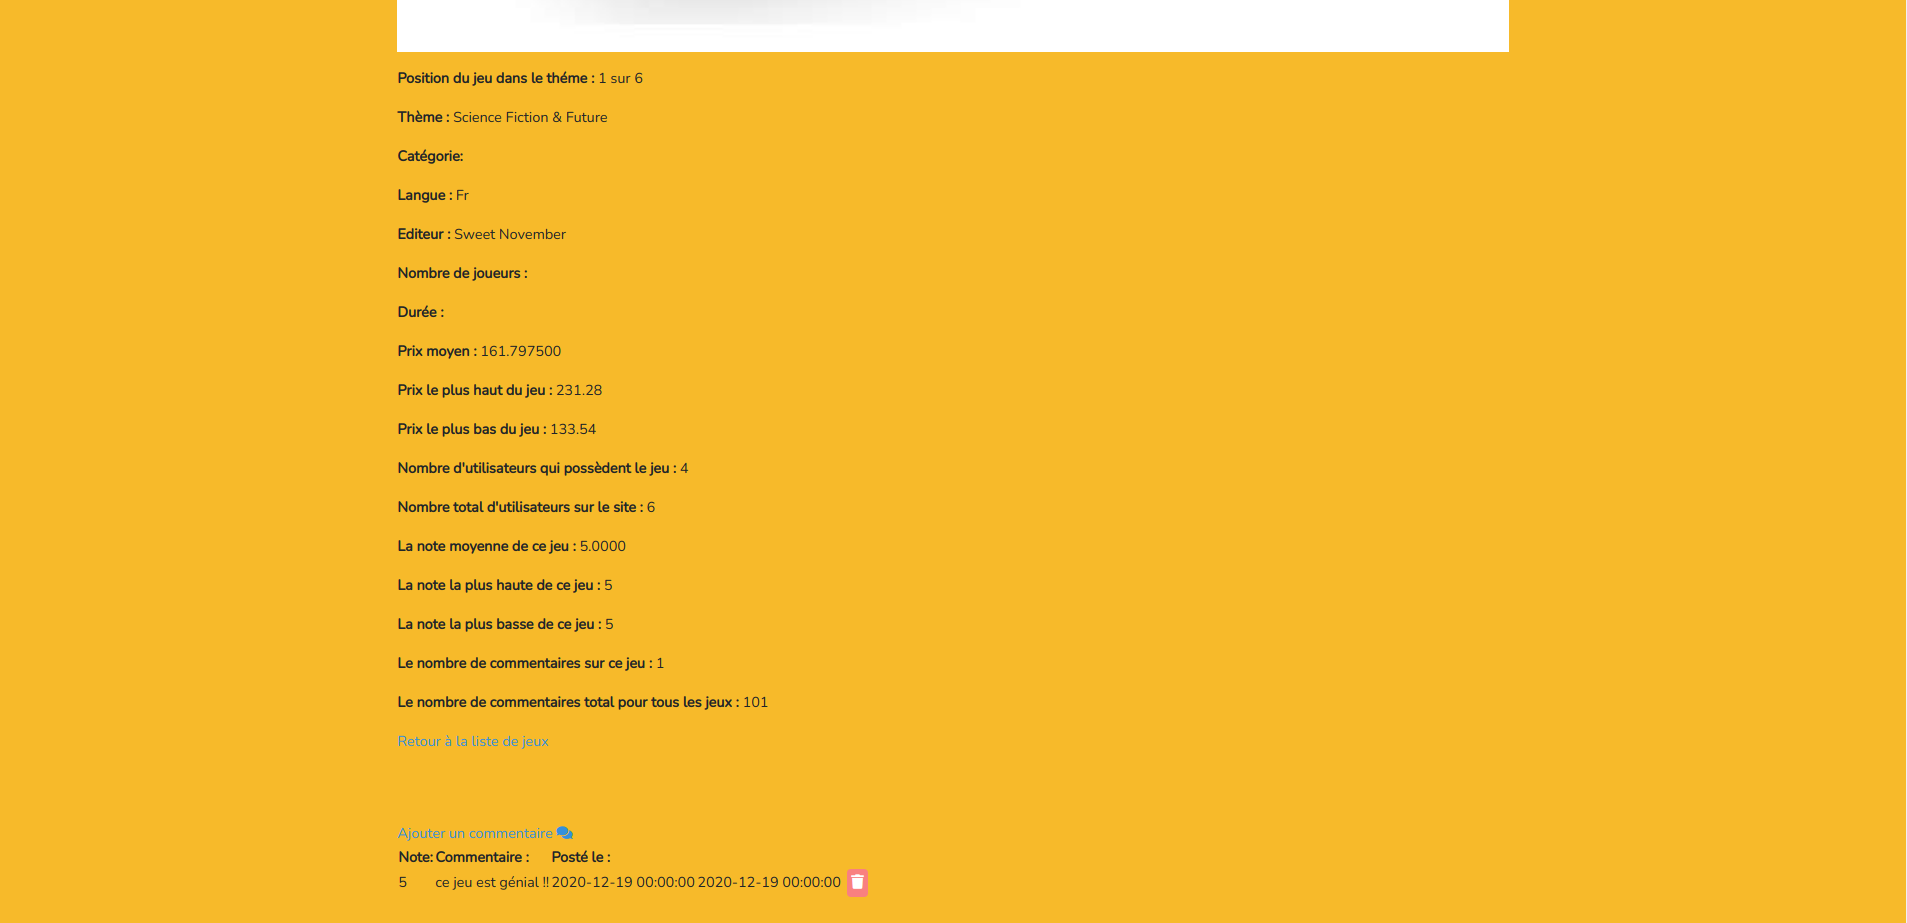 Position du jeu dans le théme : 1 sur 6
Thème : Science Fiction & Future
Catégorie:
Langue : Fr
Editeur : Sweet November
Nombre de joueurs :
Durée :
Prix moyen : 161.797500
Prix le plus haut du jeu : 231.28
Prix le plus bas du jeu : 133.54
Nombre d'utilisateurs qui possèdent le jeu : 4
Nombre total d'utilisateurs sur le site : 6
La note moyenne de ce jeu : 5.0000
La note la plus haute de ce jeu : 5
La note la plus basse de ce jeu : 5
Le nombre de commentaires sur ce jeu : 1
Le nombre de commentaires total pour tous les jeux : 101
Retour à la liste de jeux
Ajouter un commentaire
Note: Commentaire : Posté le :
5 ce jeu est génial !! 2020-12-19 00:00:00 2020-12-19 00:00:00